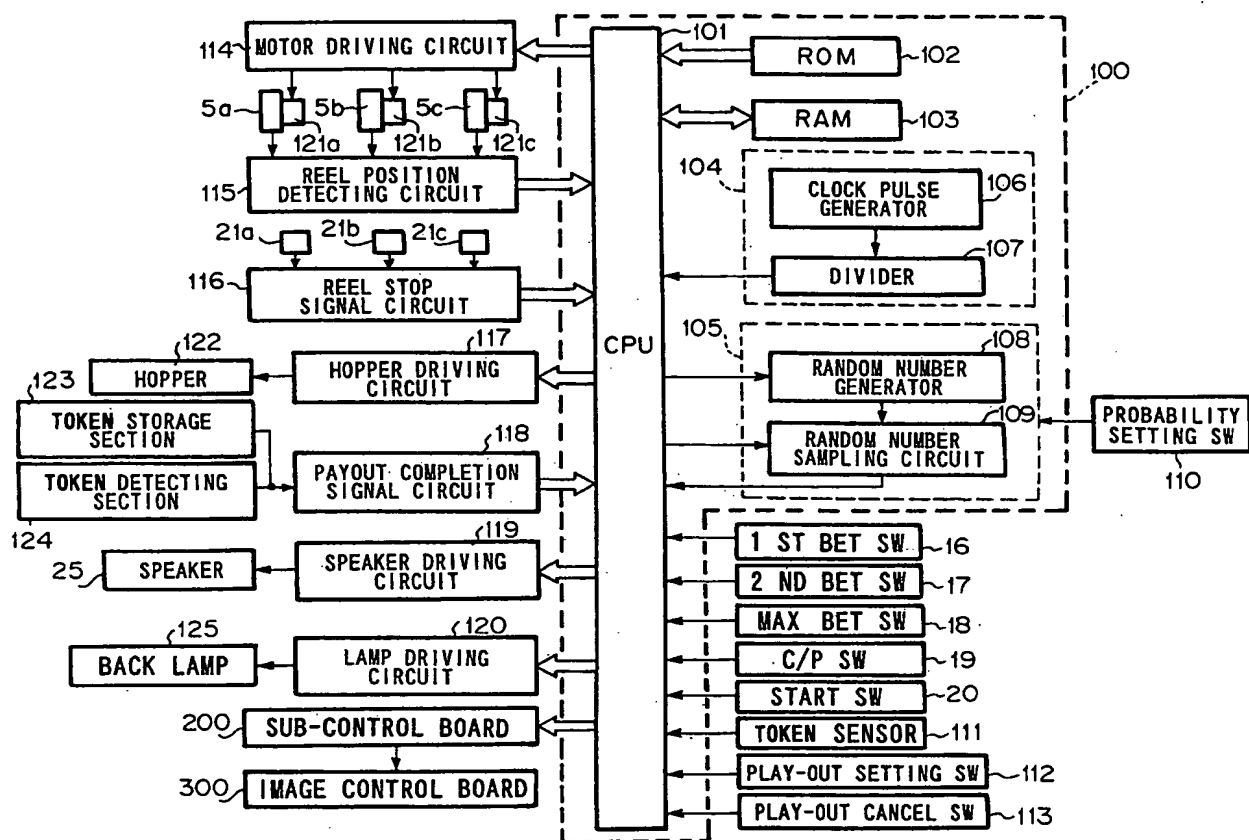 114
MOTOR DRIVING CIRCUIT
5a
5b
5c
121a
121b
121c
115
REEL POSITION
DETECTING CIRCUIT
21a
21b
21c
116
REEL STOP
SIGNAL CIRCUIT
122
HOPPER
117
HOPPER DRIVING
CIRCUIT
123
TOKEN STORAGE
SECTION
TOKEN DETECTING
SECTION
124
118
PAYOUT COMPLETION
SIGNAL CIRCUIT
25
SPEAKER
119
SPEAKER DRIVING
CIRCUIT
125
BACK LAMP
120
LAMP DRIVING
CIRCUIT
200
SUB-CONTROL BOARD
300
IMAGE CONTROL BOARD
101
CPU
ROM
102
100
RAM
103
104
CLOCK PULSE
GENERATOR
106
107
DIVIDER
105
108
RANDOM NUMBER
GENERATOR
109
RANDOM NUMBER
SAMPLING CIRCUIT
PROBABILITY
SETTING SW
110
1 ST BET SW
16
2 ND BET SW
17
MAX BET SW
18
C/P SW
19
START SW
20
TOKEN SENSOR
111
PLAY-OUT SETTING SW
112
PLAY-OUT CANCEL SW
113